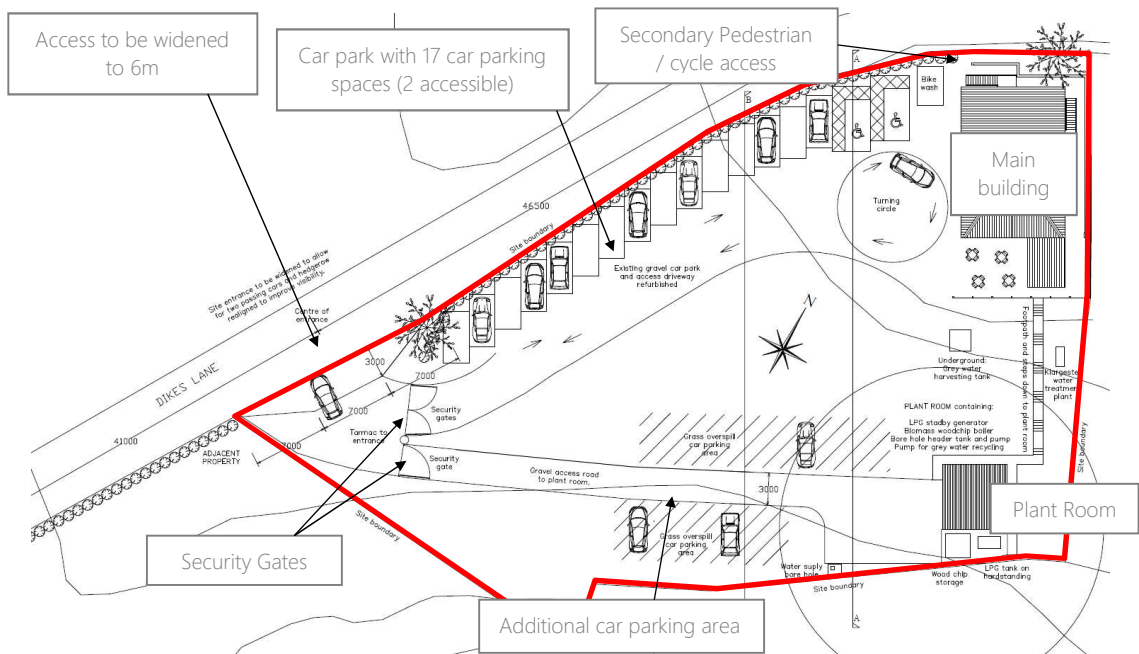 Access to be widened
to 6m
Car park with 17 car parking
spaces (2 accessible)
Secondary Pedestrian
/ cycle access
A
B
Bike
wash
Main
building
Turning
circle
46500
Site boundary
Site entrance to be widened to allow
for two passing cars and hedgerow
realigned to improve visibility.
Centre of
entrance
Existing gravel car park
and access driveway
refurbished
N
3000
7000
DIKES LANE
7000
7000
41000
ADJACENT
PROPERTY
Tarmac to
entrance
Security
gates
Security
gate
Underground:
Grey water
harvesting tank
Footpath and steps down to plant room
Klargester
water
treatment
plant
PLANT ROOM containing:
LPG stadby generator
Biomass woodchip boiler
Bore hole header tank and pump
Pump for grey water recycling
Site boundary
Grass overspill
car parking
area
Gravel access road
to plant room.
3000
Plant Room
Site boundary
Security Gates
Grass overspill
car parking
area
Water suply
bore hole
Wood chip
storage
LPG tank on
hardstanding
Site boundary
B
A
Additional car parking area